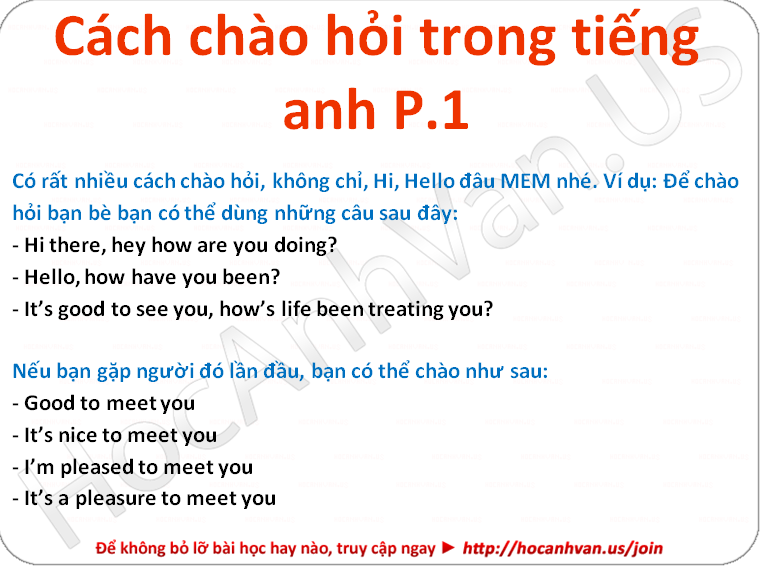 Cách chào hỏi trong tiếng
anh P.1
Có rất nhiều cách chào hỏi, không chỉ, Hi, Hello đâu MEM nhé. Ví dụ: Để chào
hỏi bạn bè bạn có thể dùng những câu sau đây:
- Hi there, hey how are you doing?
- Hello, how have you been?
- It's good to see you, how's life been treating you?
Nếu bạn gặp người đó lần đầu, bạn có thể chào như sau:
- Good to meet you
- It's nice to meet you
- I'm pleased to meet you
- It's a pleasure to meet you
Để không bỏ lỡ bài học hay nào, truy cập ngay ► http://hocanhvan.us/join
HocAnhVan.US